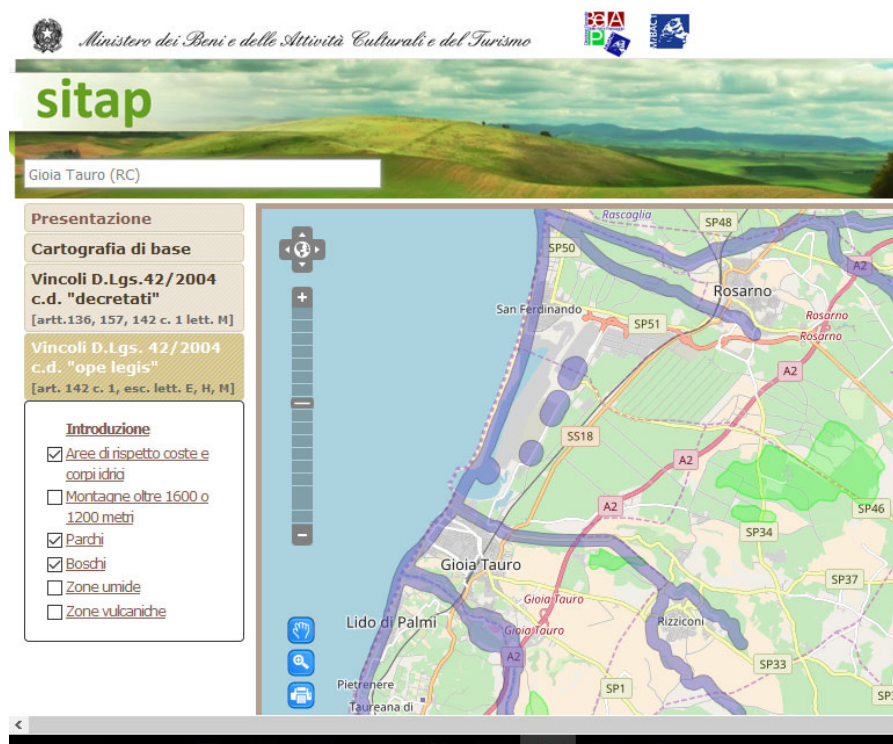 Ministero dei Beni e delle Attività Culturali e del Turismo
BeAP
MiBACT
sitap
Gioia Tauro (RC)
Presentazione
Cartografia di base
Vincoli D.Lgs.42/2004
c.d. "decretati"
[artt.136, 157, 142 c. 1 lett. M]
Vincoli D.Lgs. 42/2004
c.d. "ope legis"
[art. 142 c. 1, esc. lett. E, H, M]
Introduzione
Aree di rispetto coste e
corpi idrici
Montagne oltre 1600 o
1200 metri
Parchi
Boschi
Zone umide
Zone vulcaniche
Rascaglia
SP48
SP50
A2
Rosarno
San Ferdinando
SP51
Rosarno
Rosarno
A2
SS18
A2
A2
SP46
SP34
Gioia Tauro
SP37
Gioia Tauro
Lido di Palmi
Gioia Tauro
Rizziconi
A2
SP33
Pietrenere
SP1
Taureana di